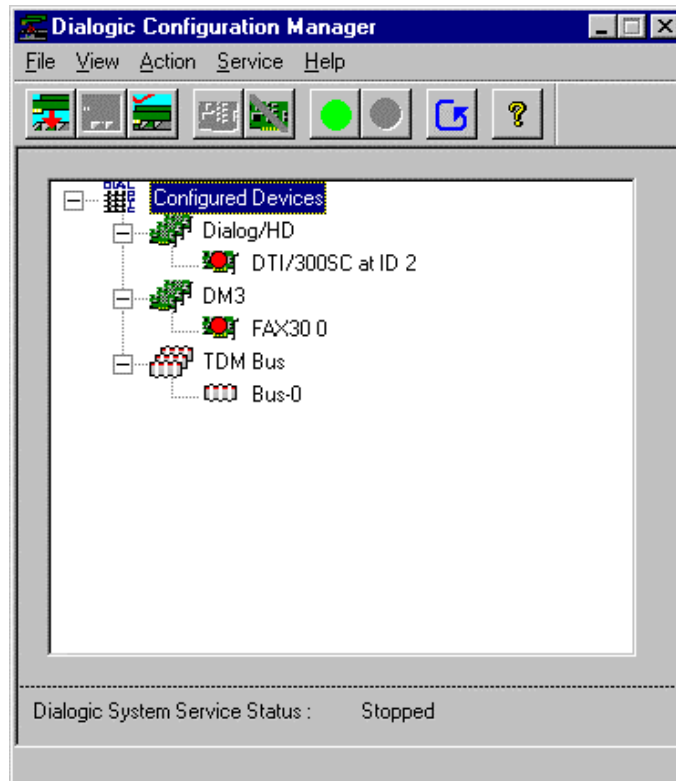 Dialogic Configuration Manager
File View Action Service Help
Configured Devices
Dialog/HD
DTI/300SC at ID 2
DM3
FAX30 0
TDM Bus
Bus-0
Dialogic System Service Status : Stopped